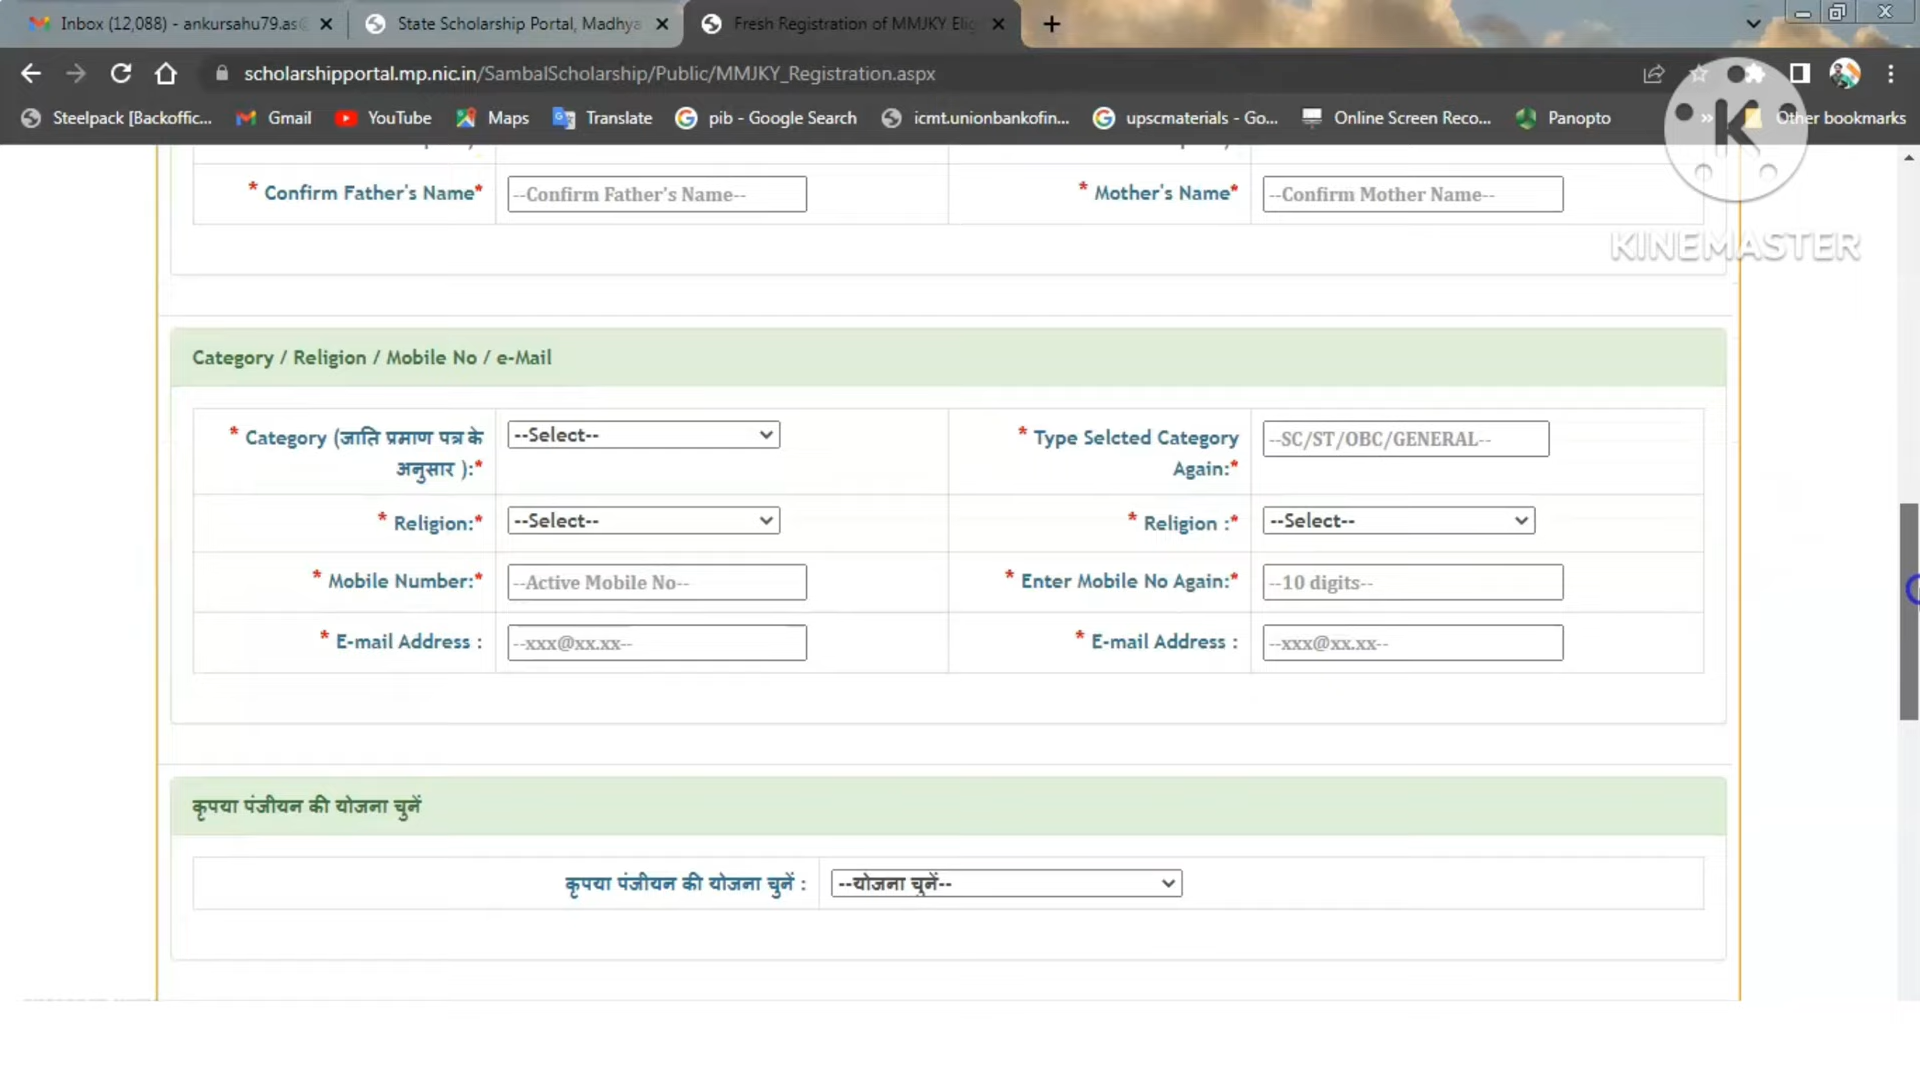 Inbox (12,088) - ankursahu79.as@
State Scholarship Portal, Madhya
Fresh Registration of MMJKY Elig
scholarshipportal.mp.nic.in/SambalScholarship/Public/MMJKY_Registration.aspx
Steelpack [Backoffic... Gmail YouTube Maps Translate pib - Google Search icmt.unionbankofin... upscmaterials - Go... Online Screen Reco... Panopto » Other bookmarks
K
KINEMASTER
* Confirm Father's Name* --Confirm Father's Name-- * Mother's Name* --Confirm Mother Name--
Category / Religion / Mobile No / e-Mail
* Category (जाति प्रमाण पत्र के अनुसार ):* --Select-- * Type Selcted Category Again:* --SC/ST/OBC/GENERAL--
* Religion:* --Select-- * Religion :* --Select--
* Mobile Number:* --Active Mobile No-- * Enter Mobile No Again:* --10 digits--
* E-mail Address : --xxx@xx.xx-- * E-mail Address : --xxx@xx.xx--
कृपया पंजीयन की योजना चुनें
कृपया पंजीयन की योजना चुनें : --योजना चुनें--